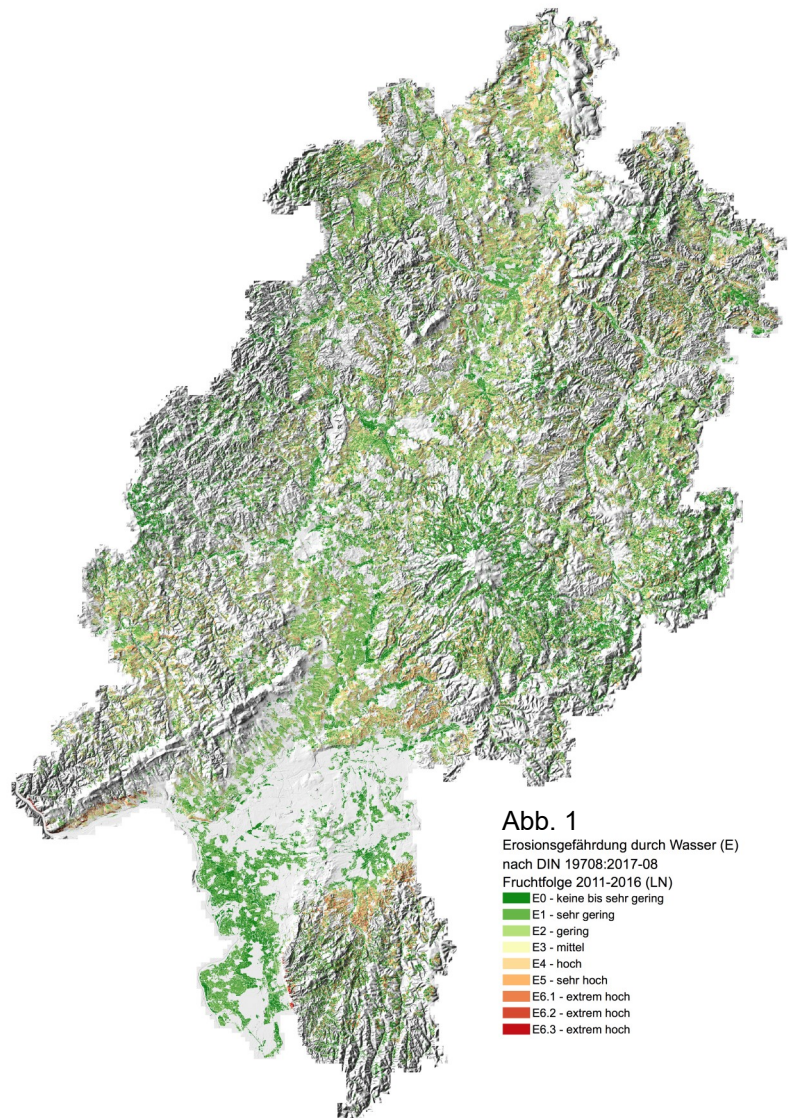 Abb. 1
Erosionsgefährdung durch Wasser (E)
nach DIN 19708:2017-08
Fruchtfolge 2011-2016 (LN)
E0 - keine bis sehr gering
E1 - sehr gering
E2 - gering
E3 - mittel
E4 - hoch
E5 - sehr hoch
E6.1 - extrem hoch
E6.2 - extrem hoch
E6.3 - extrem hoch